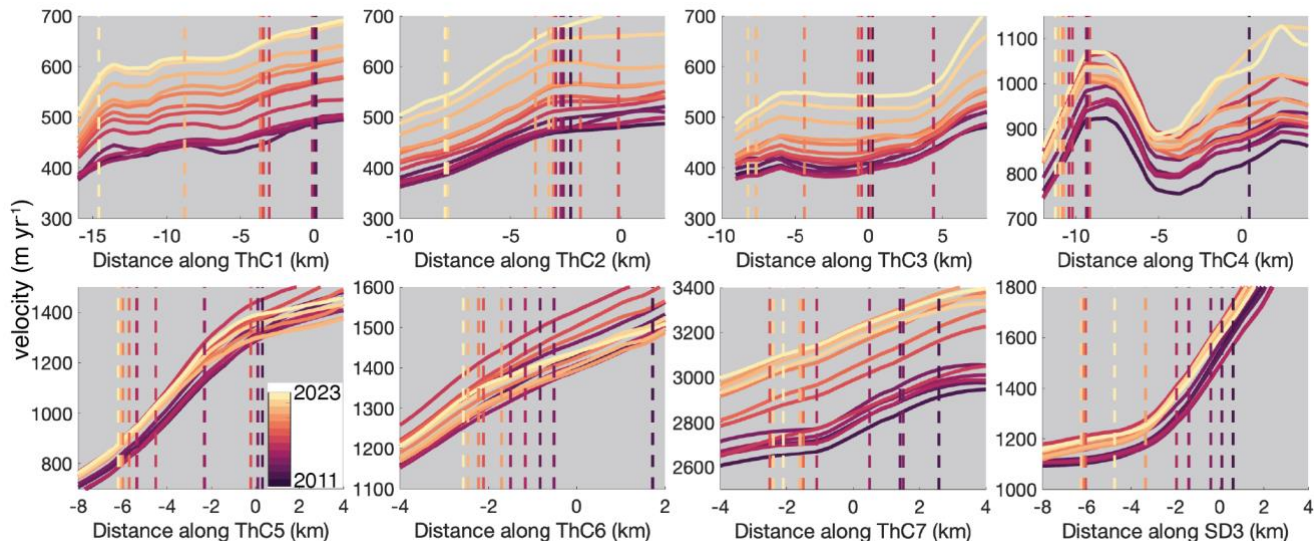 700
600
500
400
300
-15 -10 -5 0
Distance along ThC1 (km)
700
600
500
400
300
-10 -5 0
Distance along ThC2 (km)
700
600
500
400
300
-10 -5 0 5
Distance along ThC3 (km)
1100
1000
900
800
700
-10 -5 0
Distance along ThC4 (km)
velocity (m yr⁻¹)
1400
1200
1000
800
2023
2011
-8 -6 -4 -2 0 2 4
Distance along ThC5 (km)
1600
1500
1400
1300
1200
1100
-4 -2 0 2
Distance along ThC6 (km)
3400
3200
3000
2800
2600
-4 -2 0 2 4
Distance along ThC7 (km)
1800
1600
1400
1200
1000
-8 -6 -4 -2 0 2 4
Distance along SD3 (km)